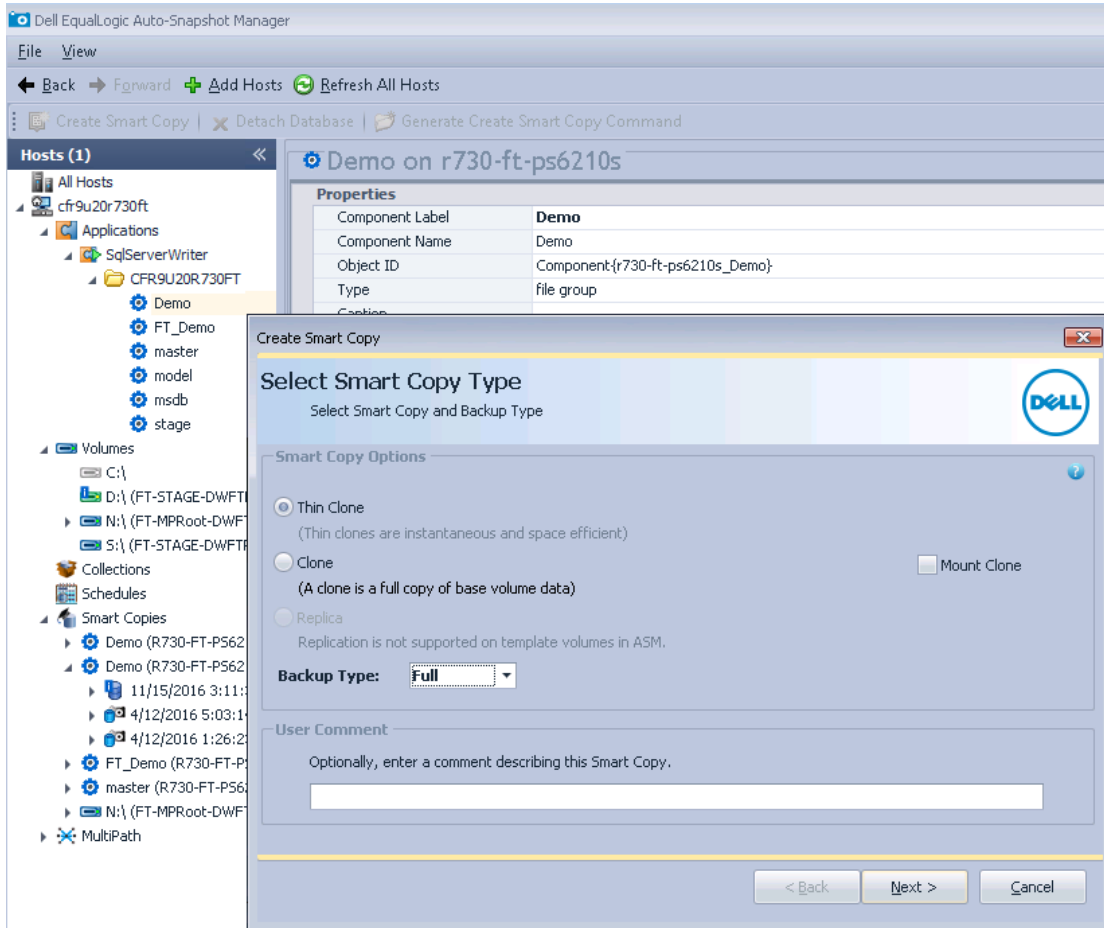 Dell EqualLogic Auto-Snapshot Manager
File View
Back Forward Add Hosts Refresh All Hosts
Create Smart Copy Detach Database Generate Create Smart Copy Command
Hosts (1)
All Hosts
cfr9u20r730ft
Applications
SqlServerWriter
CFR9U20R730FT
Demo
FT_Demo
master
model
msdb
stage
Volumes
C:\
D:\ (FT-STAGE-DWFT
N:\ (FT-MPRoot-DWFT
S:\ (FT-STAGE-DWFT
Collections
Schedules
Smart Copies
Demo (R730-FT-PS62
Demo (R730-FT-PS62
11/15/2016 3:11:
4/12/2016 5:03:1
4/12/2016 1:26:2
FT_Demo (R730-FT-P
master (R730-FT-PS6
N:\ (FT-MPRoot-DWFT
MultiPath
Demo on r730-ft-ps6210s
Properties
Component Label Demo
Component Name Demo
Object ID Component{r730-ft-ps6210s_Demo}
Type file group
Caption
Create Smart Copy
Select Smart Copy Type
Select Smart Copy and Backup Type
DELL
Smart Copy Options
Thin Clone
(Thin clones are instantaneous and space efficient)
Clone
Mount Clone
(A clone is a full copy of base volume data)
Replica
Replication is not supported on template volumes in ASM.
Backup Type: Full
User Comment
Optionally, enter a comment describing this Smart Copy.
< Back Next > Cancel